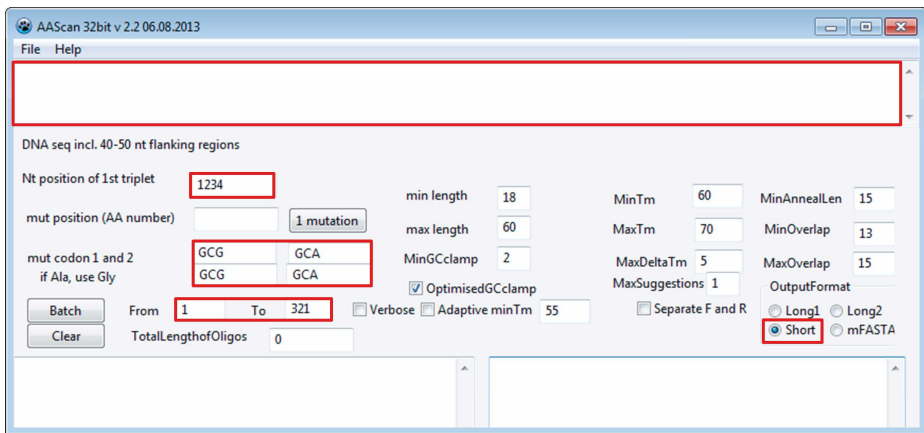 AAScan 32bit v 2.2 06.08.2013
File Help
DNA seq incl. 40-50 nt flanking regions
Nt position of 1st triplet 1234 min length 18 MinTm 60 MinAnnealLen 15
mut position (AA number) 1 mutation max length 60 MaxTm 70 MinOverlap 13
mut codon 1 and 2 GCG GCA MinGCclamp 2 MaxDeltaTm 5 MaxOverlap 15
if Ala, use Gly GCG GCA OptimisedGCclamp MaxSuggestions 1 OutputFormat
Batch From 1 To 321 Verbose Adaptive minTm 55 Separate F and R Long1 Long2
Clear TotalLengthofOligos 0 Short mFASTA